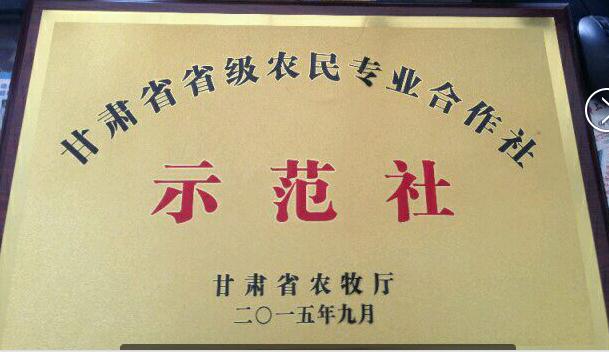 甘肃省省级农民专业合作社
示范社
甘肃省农牧厅
二〇一五年九月